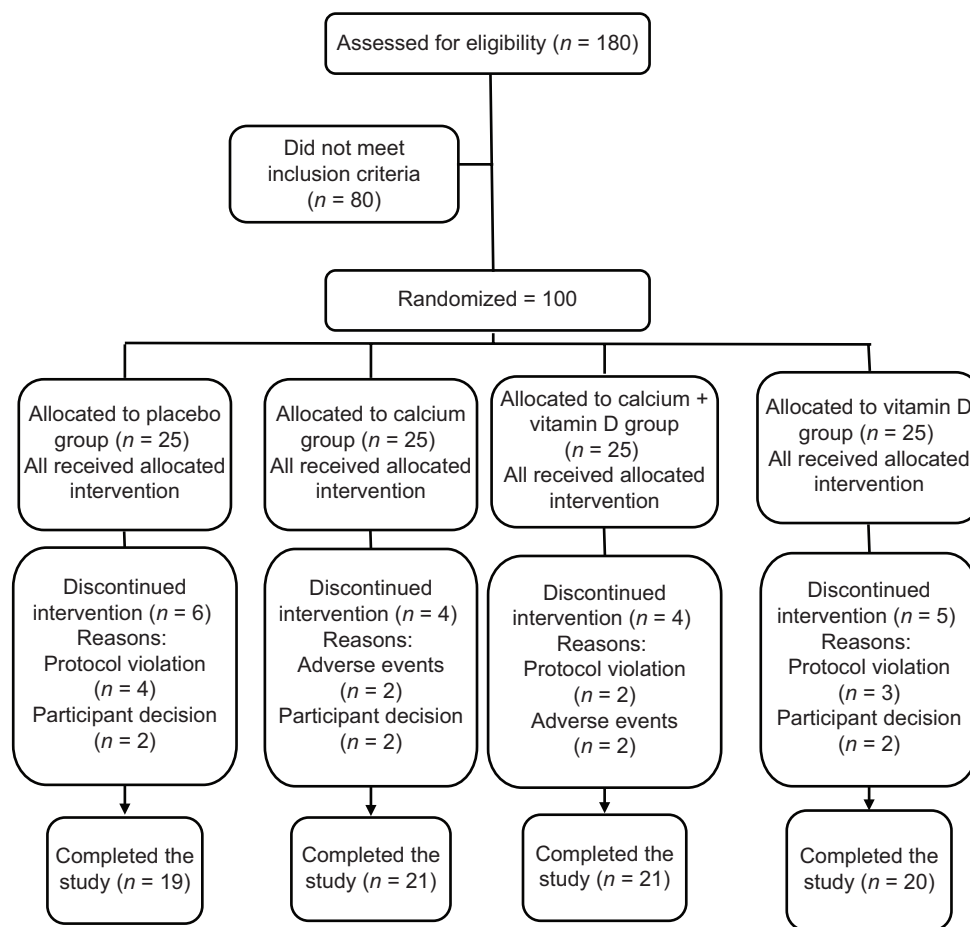 Assessed for eligibility (n = 180)
Did not meet
inclusion criteria
(n = 80)
Randomized = 100
Allocated to placebo
group (n = 25)
All received allocated
intervention
Allocated to calcium
group (n = 25)
All received allocated
intervention
Allocated to calcium +
vitamin D group
(n = 25)
All received allocated
intervention
Allocated to vitamin D
group (n = 25)
All received allocated
intervention
Discontinued
intervention (n = 6)
Reasons:
Protocol violation
(n = 4)
Participant decision
(n = 2)
Discontinued
intervention (n = 4)
Reasons:
Adverse events
(n = 2)
Participant decision
(n = 2)
Discontinued
intervention (n = 4)
Reasons:
Protocol violation
(n = 2)
Adverse events
(n = 2)
Discontinued
intervention (n = 5)
Reasons:
Protocol violation
(n = 3)
Participant decision
(n = 2)
Completed the
study (n = 19)
Completed the
study (n = 21)
Completed the
study (n = 21)
Completed the
study (n = 20)